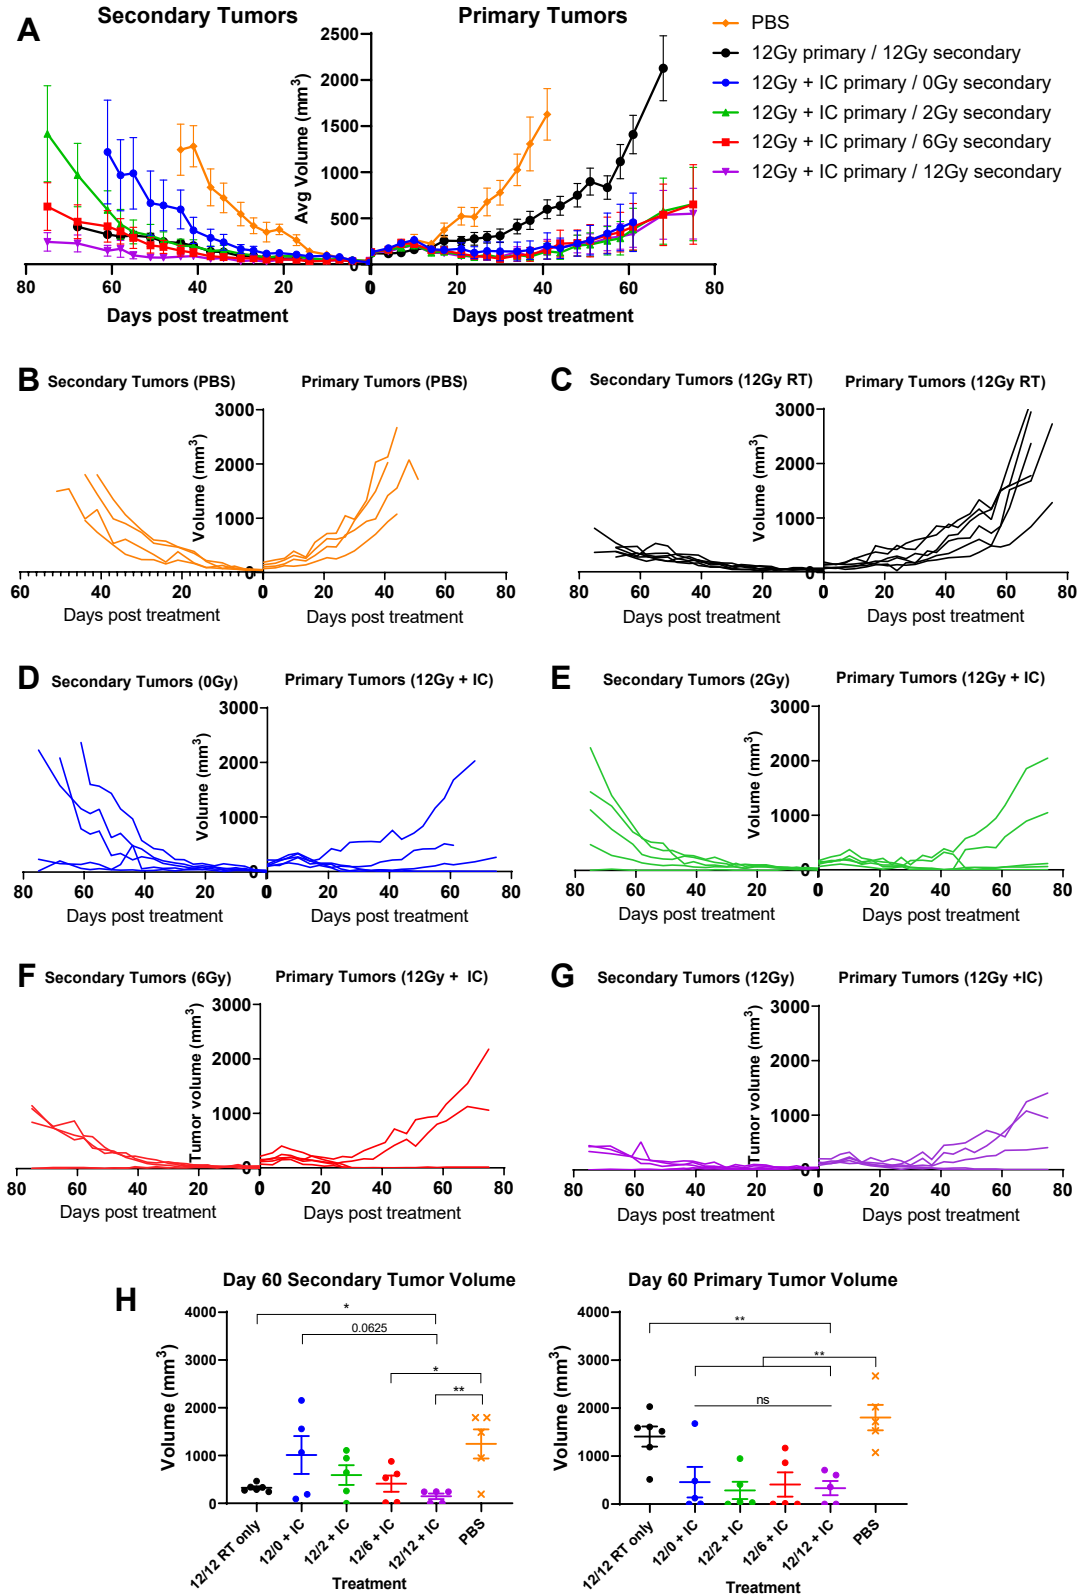 A
Secondary Tumors
Primary Tumors
PBS
12Gy primary / 12Gy secondary
12Gy + IC primary / 0Gy secondary
12Gy + IC primary / 2Gy secondary
12Gy + IC primary / 6Gy secondary
12Gy + IC primary / 12Gy secondary
Avg Volume (mm³)
2500
2000
1500
1000
500
0
80 60 40 20 0 20 40 60 80
Days post treatment
Days post treatment
B
Secondary Tumors (PBS)
Primary Tumors (PBS)
Volume (mm³)
3000
2000
1000
0
60 40 20 0 20 40 60 80
Days post treatment
Days post treatment
C
Secondary Tumors (12Gy RT)
Primary Tumors (12Gy RT)
Volume (mm³)
3000
2000
1000
0
80 60 40 20 0 20 40 60 80
Days post treatment
Days post treatment
D
Secondary Tumors (0Gy)
Primary Tumors (12Gy + IC)
Volume (mm³)
3000
2000
1000
0
80 60 40 20 0 20 40 60 80
Days post treatment
Days post treatment
E
Secondary Tumors (2Gy)
Primary Tumors (12Gy + IC)
Volume (mm³)
3000
2000
1000
0
80 60 40 20 0 20 40 60 80
Days post treatment
Days post treatment
F
Secondary Tumors (6Gy)
Primary Tumors (12Gy + IC)
Tumor volume (mm³)
3000
2000
1000
0
80 60 40 20 0 20 40 60 80
Days post treatment
Days post treatment
G
Secondary Tumors (12Gy)
Primary Tumors (12Gy +IC)
Tumor volume (mm³)
3000
2000
1000
0
80 60 40 20 0 20 40 60 80
Days post treatment
Days post treatment
H
Day 60 Secondary Tumor Volume
Volume (mm³)
4000
3000
2000
1000
0
*
0.0625
*
**
12/12 RT only
12/0 + IC
12/2 + IC
12/6 + IC
12/12 + IC
PBS
Treatment
Day 60 Primary Tumor Volume
Volume (mm³)
4000
3000
2000
1000
0
**
**
ns
12/12 RT only
12/0 + IC
12/2 + IC
12/6 + IC
12/12 + IC
PBS
Treatment